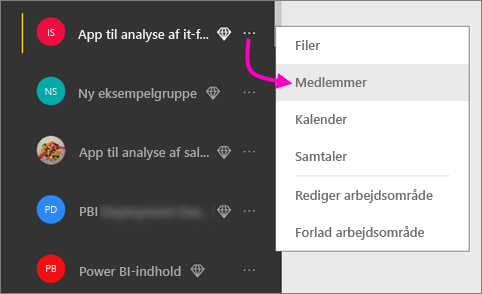 IS App til analyse af it-f... ...
NS Ny eksempelgruppe
App til analyse af sal... ...
PD PBI ...
PB Power BI-indhold ...
Filer
Medlemmer
Kalender
Samtaler
Rediger arbejdsområde
Forlad arbejdsområde